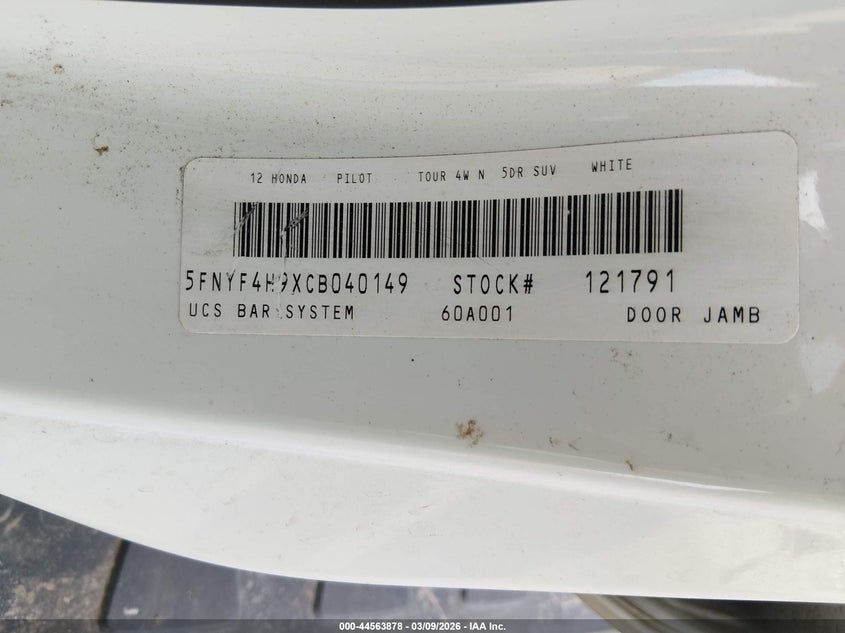 12 HONDA PILOT TOUR 4W N 5DR SUV WHITE
5FNYF4H9XCB040149 STOCK# 121791
UCS BAR SYSTEM 60A001 DOOR JAMB
000-44563878 - 03/09/2026 - IAA Inc.